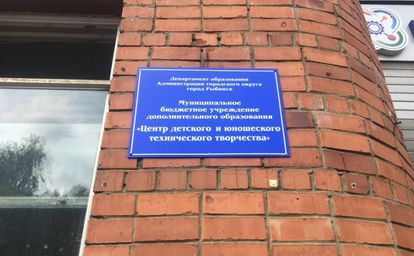 Департамент образования
Администрации городского округа
город Рыбинск
Муниципальное
бюджетное учреждение
дополнительного образования
«Центр детского и юношеского
технического творчества»